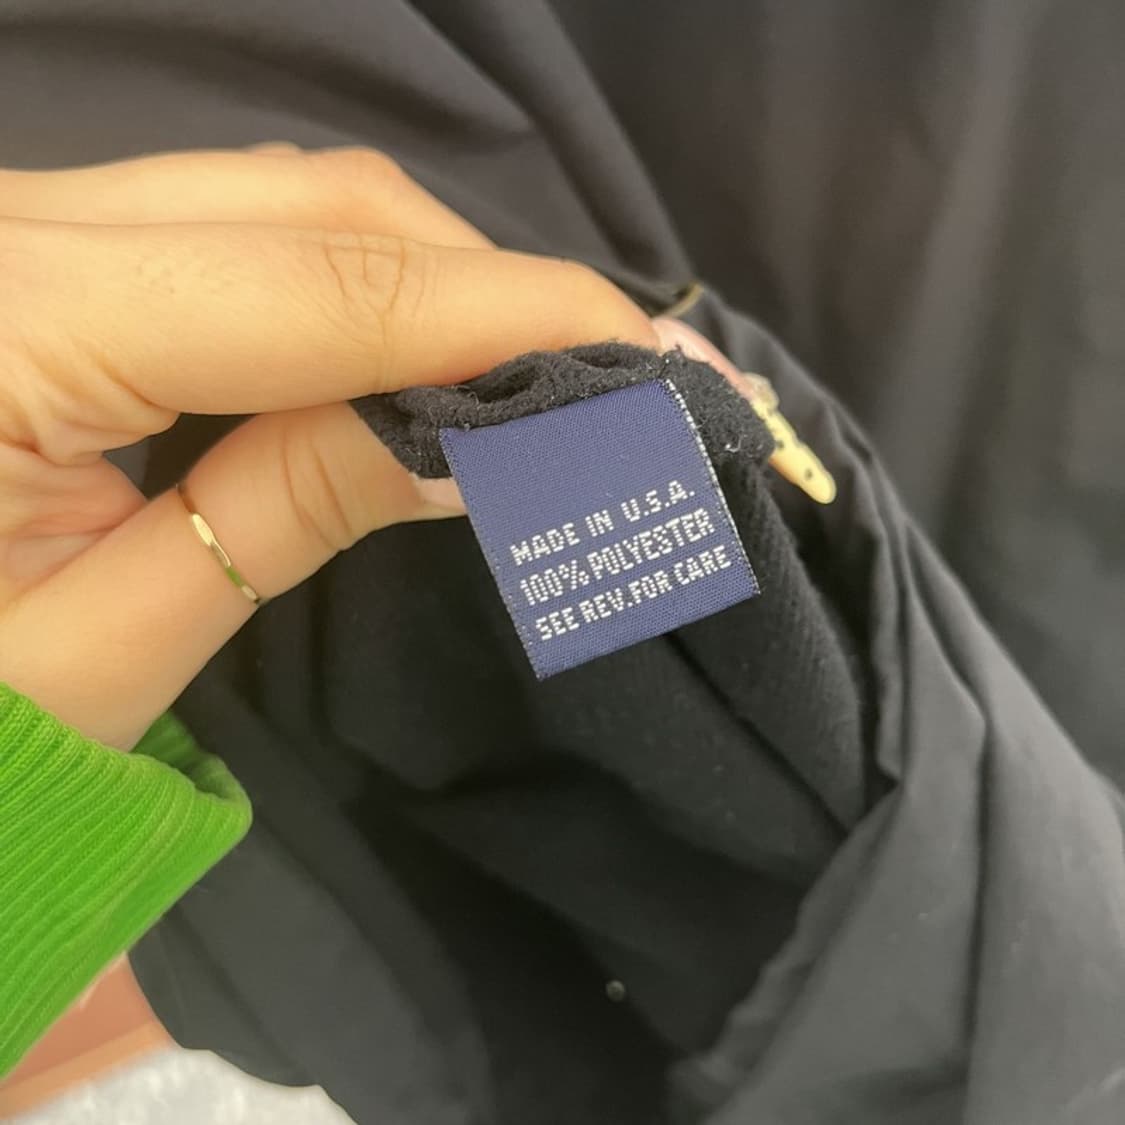 MADE IN U.S.A.
100% POLYESTER
SEE REV.FOR CARE